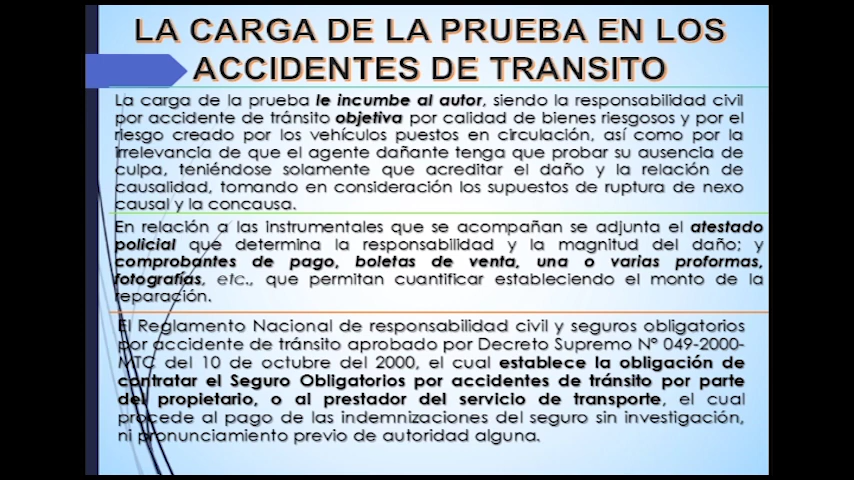 LA CARGA DE LA PRUEBA EN LOS
ACCIDENTES DE TRANSITO
La carga de la prueba le incumbe al autor, siendo la responsabilidad civil
por accidente de tránsito objetiva por calidad de bienes riesgosos y por el
riesgo creado por los vehículos puestos en circulación, así como por la
irrelevancia de que el agente dañante tenga que probar su ausencia de
culpa, teniéndose solamente que acreditar el daño y la relación de
causalidad, tomando en consideración los supuestos de ruptura de nexo
causal y la concausa.
En relación a las instrumentales que se acompañan se adjunta el atestado
policial que determina la responsabilidad y la magnitud del daño; y
comprobantes de pago, boletas de venta, una o varias proformas,
fotografías, etc., que permitan cuantificar estableciendo el monto de la
reparación.
El Reglamento Nacional de responsabilidad civil y seguros obligatorios
por accidente de tránsito aprobado por Decreto Supremo N° 049-2000-
MTC del 10 de octubre del 2000, el cual establece la obligación de
contratar el Seguro Obligatorios por accidentes de tránsito por parte
del propietario, o al prestador del servicio de transporte, el cual
procede al pago de las indemnizaciones del seguro sin investigación,
ni pronunciamiento previo de autoridad alguna.